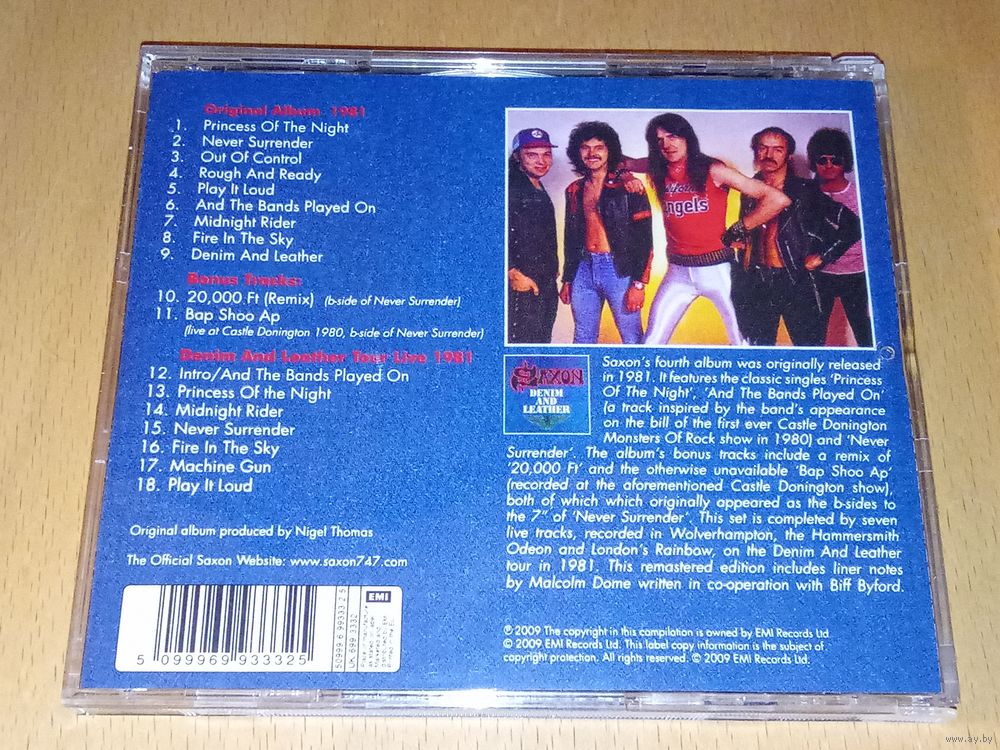 Original Album 1981
1. Princess Of The Night
2. Never Surrender
3. Out Of Control
4. Rough And Ready
5. Play It Loud
6. And The Bands Played On
7. Midnight Rider
8. Fire In The Sky
9. Denim And Leather
Bonus Tracks:
10. 20,000 Ft (Remix) (b-side of Never Surrender)
11. Bap Shoo Ap
(live at Castle Donington 1980, b-side of Never Surrender)
Denim And Leather Tour Live 1981
12. Intro/And The Bands Played On
13. Princess Of the Night
14. Midnight Rider
15. Never Surrender
16. Fire In The Sky
17. Machine Gun
18. Play It Loud
Original album produced by Nigel Thomas
The Official Saxon Website: www.saxon747.com
5 099969 933325
50999 6 99333 2 5
UK: 699 3332
EMI
ngels
SAXON
DENIM
AND
LEATHER
Saxon's fourth album was originally released
in 1981. It features the classic singles 'Princess
Of The Night', 'And The Bands Played On'
(a track inspired by the band's appearance
on the bill of the first ever Castle Donington
Monsters Of Rock show in 1980) and 'Never
Surrender'. The album's bonus tracks include a remix of
'20,000 Ft' and the otherwise unavailable 'Bap Shoo Ap'
(recorded at the aforementioned Castle Donington show),
both of which which originally appeared as the b-sides to
the 7" of 'Never Surrender'. This set is completed by seven
live tracks, recorded in Wolverhampton, the Hammersmith
Odeon and London's Rainbow, on the Denim And Leather
tour in 1981. This remastered edition includes liner notes
by Malcolm Dome written in co-operation with Biff Byford.
℗ 2009 The copyright in this compilation is owned by EMI Records Ltd.
© 2009 EMI Records Ltd. This label copy information is the subject of
copyright protection. All rights reserved. © 2009 EMI Records Ltd.
www.ay.by